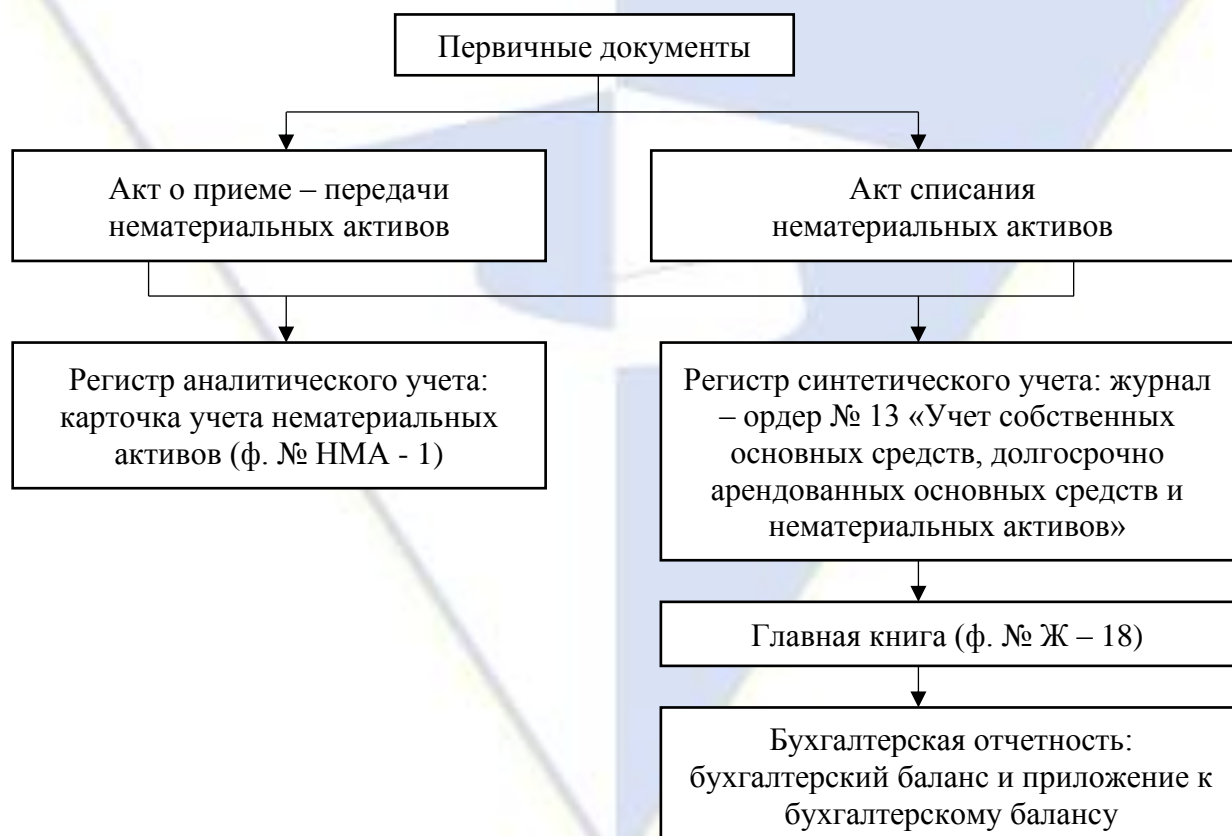 Первичные документы
Акт о приеме – передачи
нематериальных активов
Акт списания
нематериальных активов
Регистр аналитического учета:
карточка учета нематериальных
активов (ф. № НМА - 1)
Регистр синтетического учета: журнал
– ордер № 13 «Учет собственных
основных средств, долгосрочно
арендованных основных средств и
нематериальных активов»
Главная книга (ф. № Ж – 18)
Бухгалтерская отчетность:
бухгалтерский баланс и приложение к
бухгалтерскому балансу